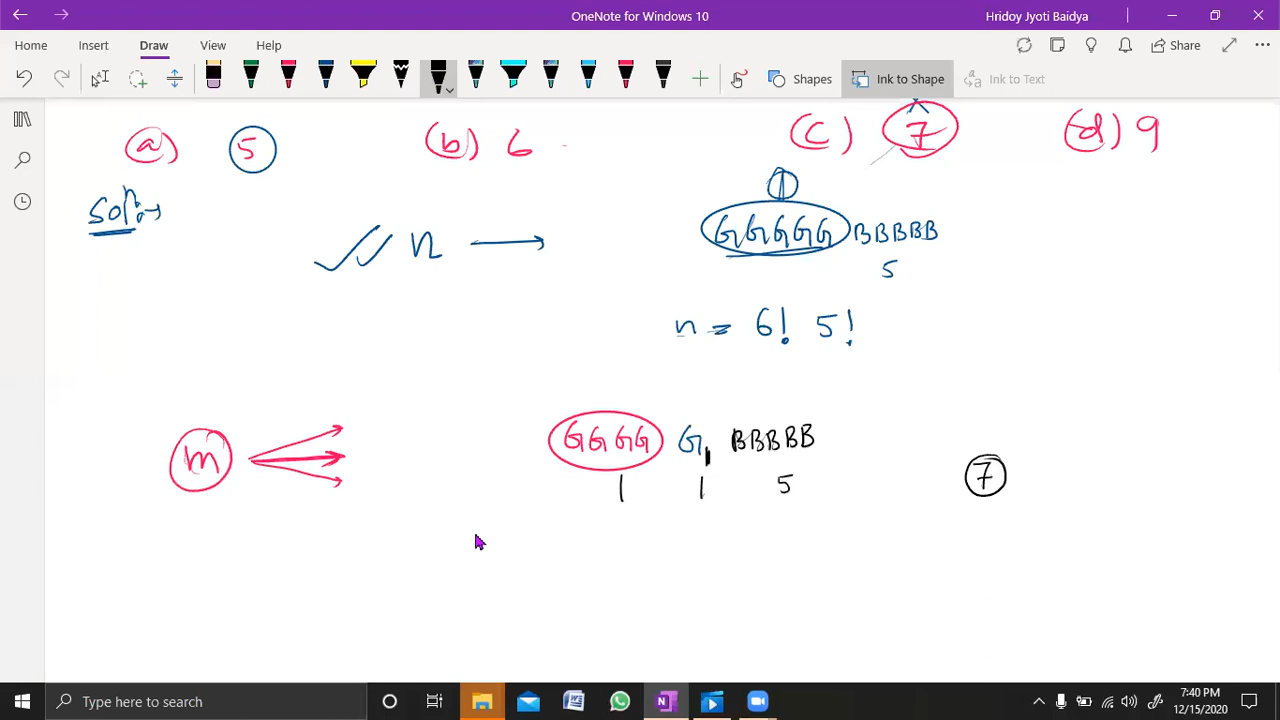 OneNote for Windows 10
Hridoy Jyoti Baidya
Home Insert Draw View Help
Share
Shapes
Ink to Shape
Ink to Text
(a) 5 (b) 6 (c) 7 (d) 9
Soln:→
①
n → GGGGG BBBBB
5
n = 6! 5!
m GGGG G, BBBBB
1 1 5 7
Type here to search
7:40 PM
12/15/2020